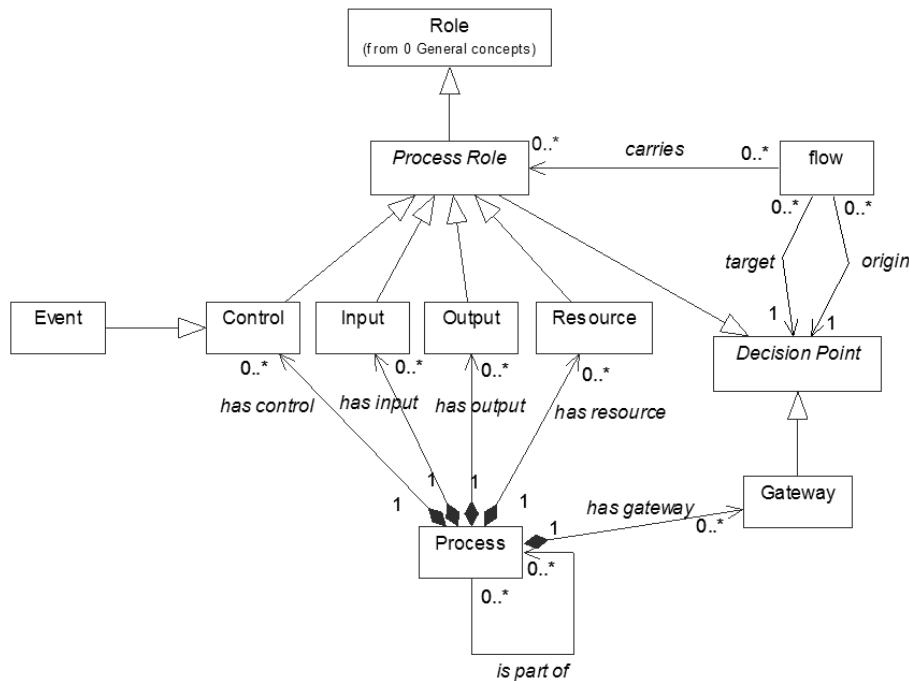 Role
(from 0 General concepts)
0..*
carries
0..*
Process Role
flow
0..*
0..*
target
origin
Event
Control
Input
Output
Resource
1
1
Decision Point
0..*
0..*
0..*
0..*
has control
has input
has output
has resource
Gateway
1
1
1
1
has gateway
1
0..*
Process
0..*
0..*
is part of